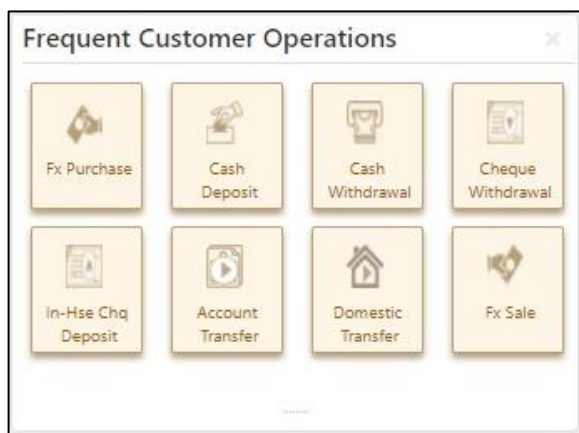 Frequent Customer Operations
Fx Purchase
Cash
Deposit
Cash
Withdrawal
Cheque
Withdrawal
In-Hse Chq
Deposit
Account
Transfer
Domestic
Transfer
Fx Sale